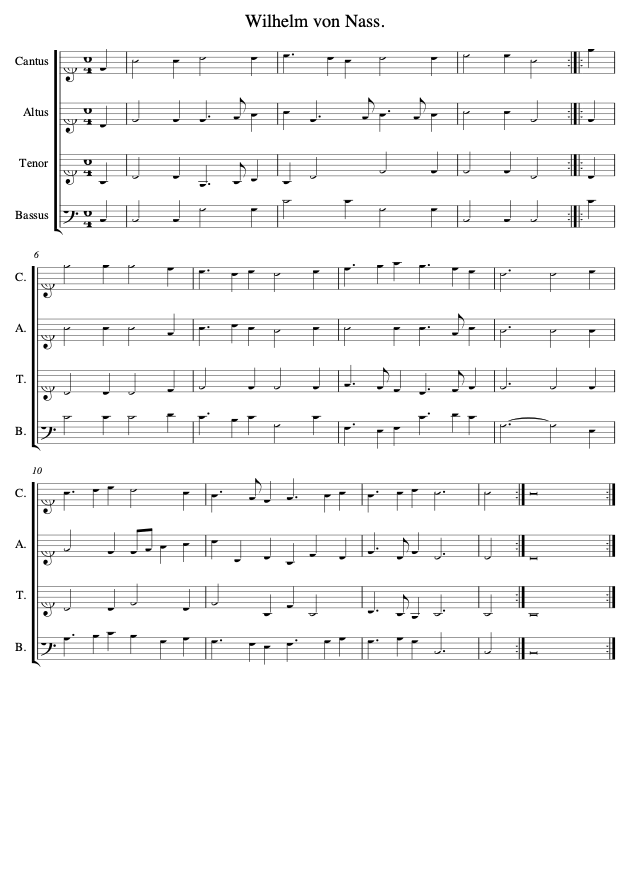 Wilhelm von Nass.
Cantus
Altus
Tenor
Bassus
6
C.
A.
T.
B.
10
C.
A.
T.
B.